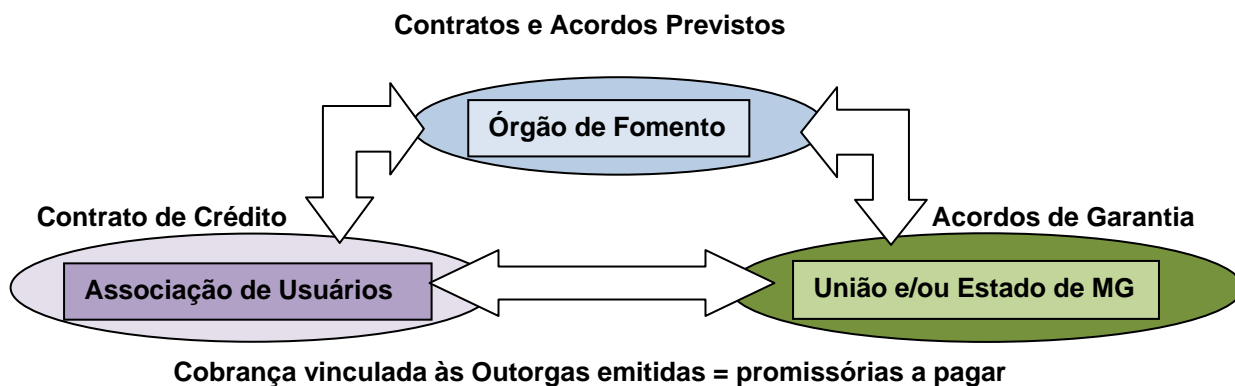 Contratos e Acordos Previstos
Órgão de Fomento
Contrato de Crédito
Acordos de Garantia
Associação de Usuários
União e/ou Estado de MG
Cobrança vinculada às Outorgas emitidas = promissórias a pagar